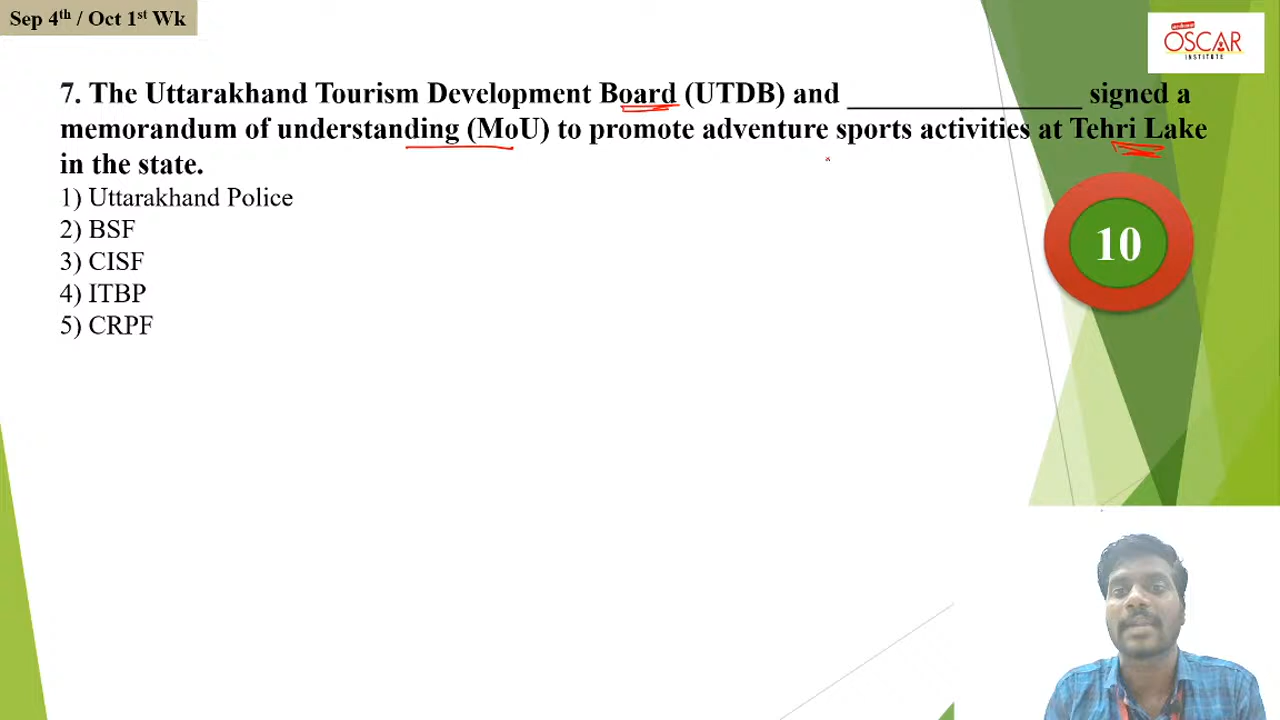 Sep 4th / Oct 1st Wk
OSCAR
INSTITUTE
7. The Uttarakhand Tourism Development Board (UTDB) and _________________ signed a
memorandum of understanding (MoU) to promote adventure sports activities at Tehri Lake
in the state.
1) Uttarakhand Police
2) BSF
3) CISF
4) ITBP
5) CRPF
10